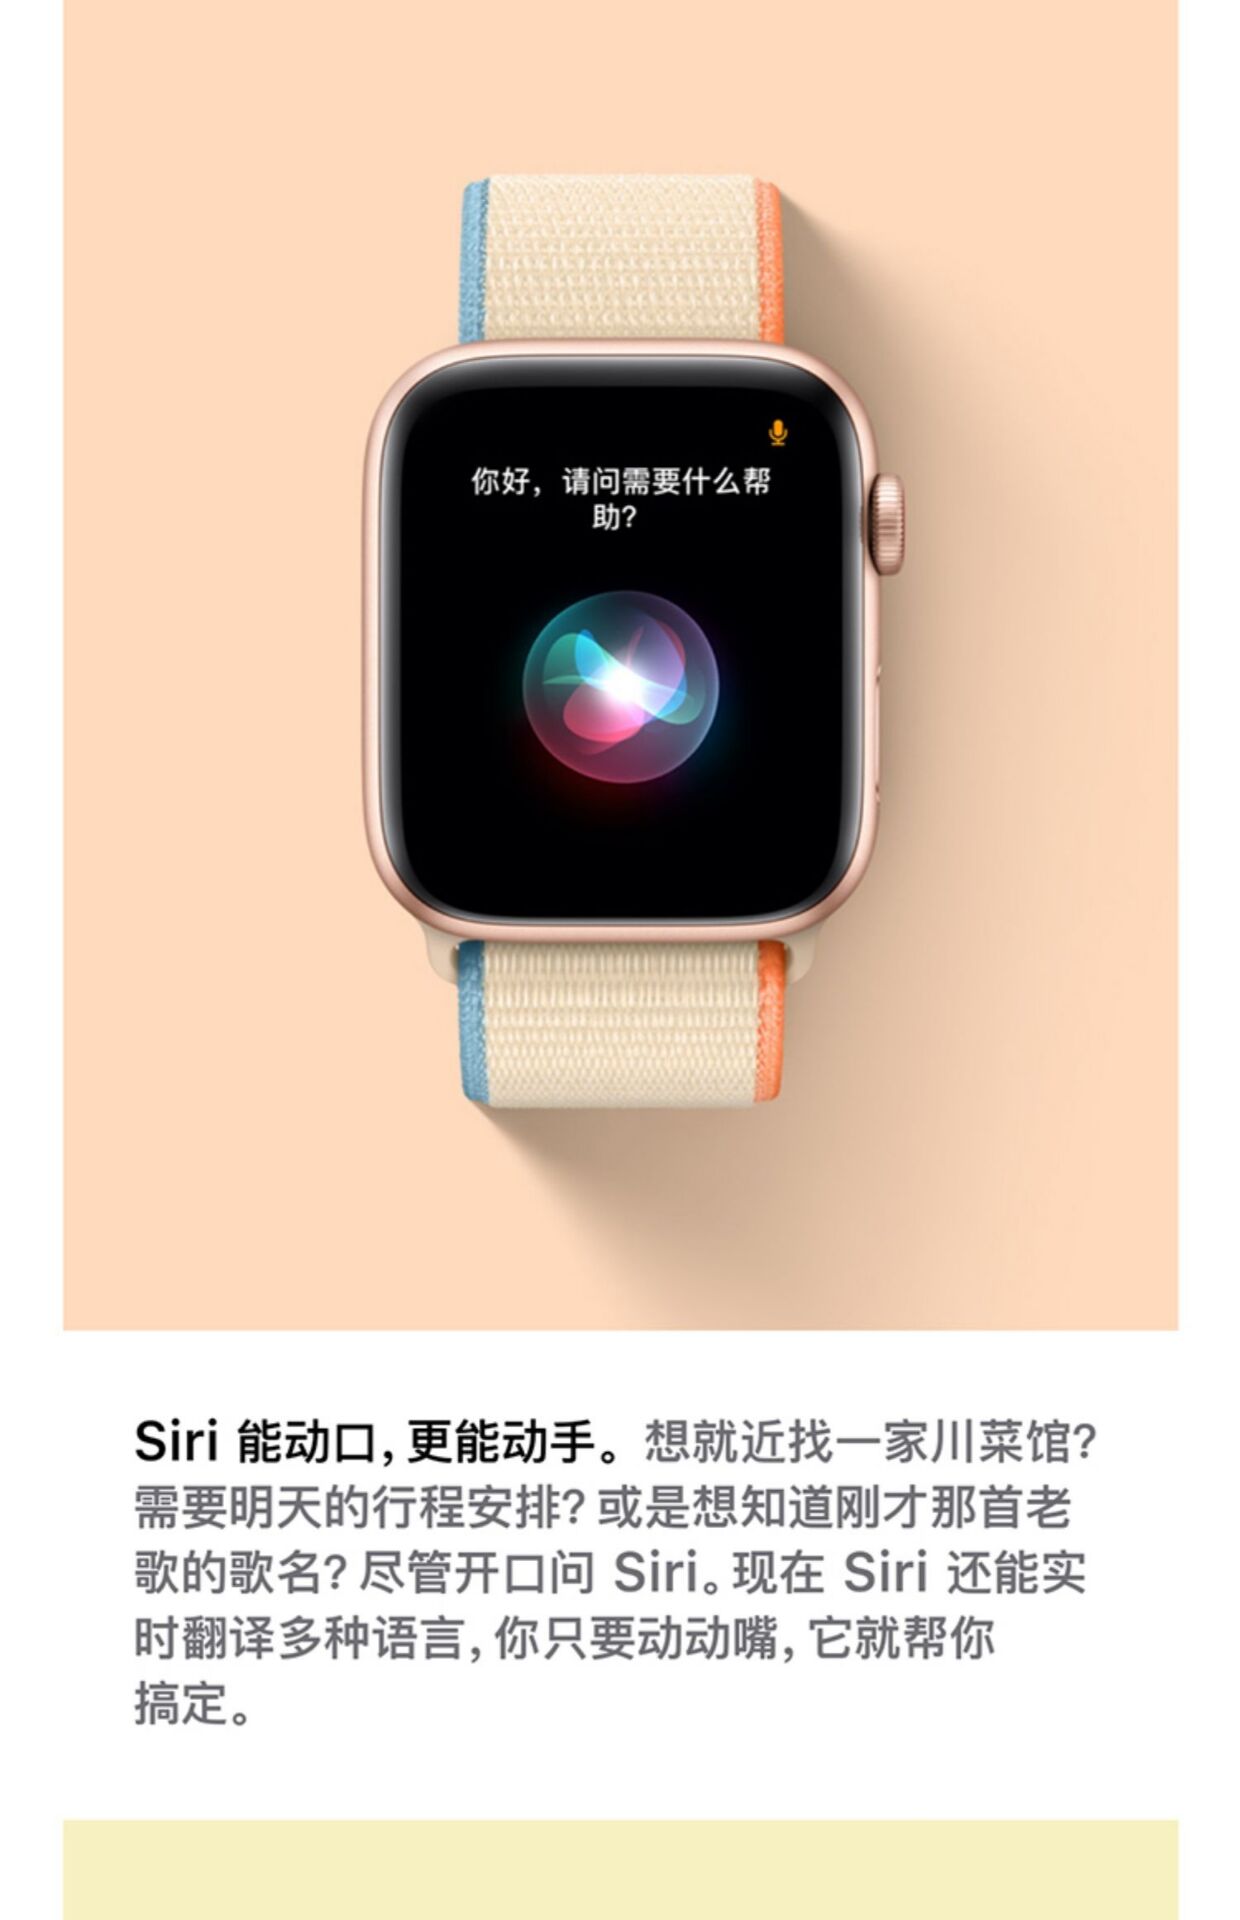 你好，请问需要什么帮
助？
Siri 能动口，更能动手。想就近找一家川菜馆？
需要明天的行程安排？或是想知道刚才那首老
歌的歌名？尽管开口问 Siri。现在 Siri 还能实
时翻译多种语言，你只要动动嘴，它就帮你
搞定。